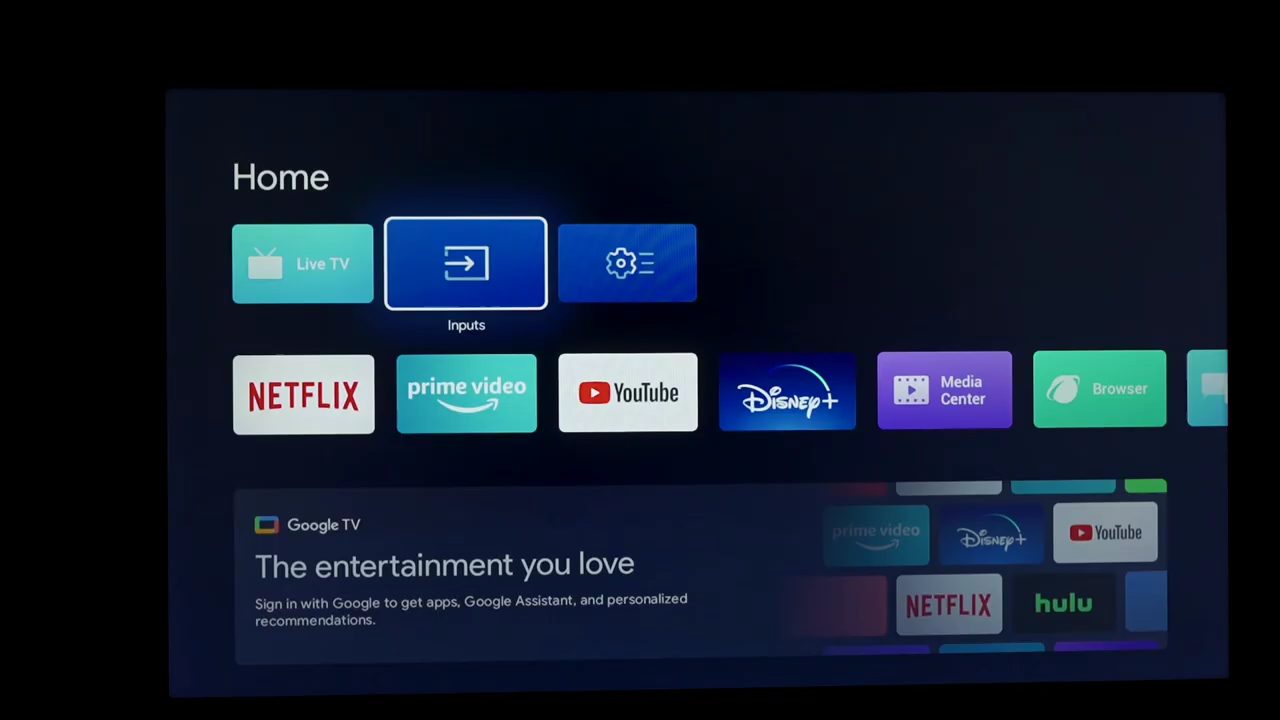 Home
Live TV
Inputs
NETFLIX
prime video
YouTube
Disney+
Media
Center
Browser
Google TV
The entertainment you love
Sign in with Google to get apps, Google Assistant, and personalized
recommendations.
prime video
Disney+
YouTube
NETFLIX
hulu